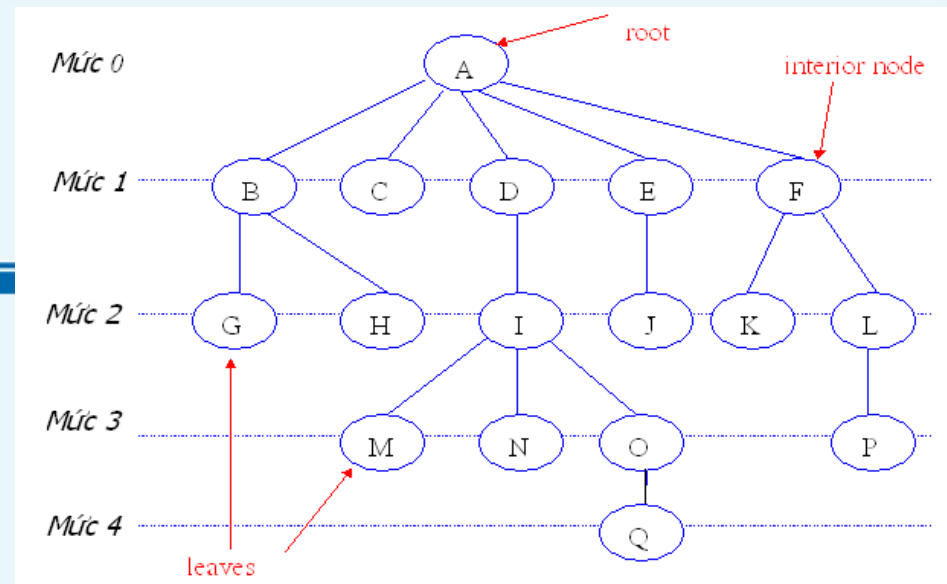 root
Mức 0
A
interior node
Mức 1
B C D E F
Mức 2
G H I J K L
Mức 3
M N O P
Mức 4
Q
leaves